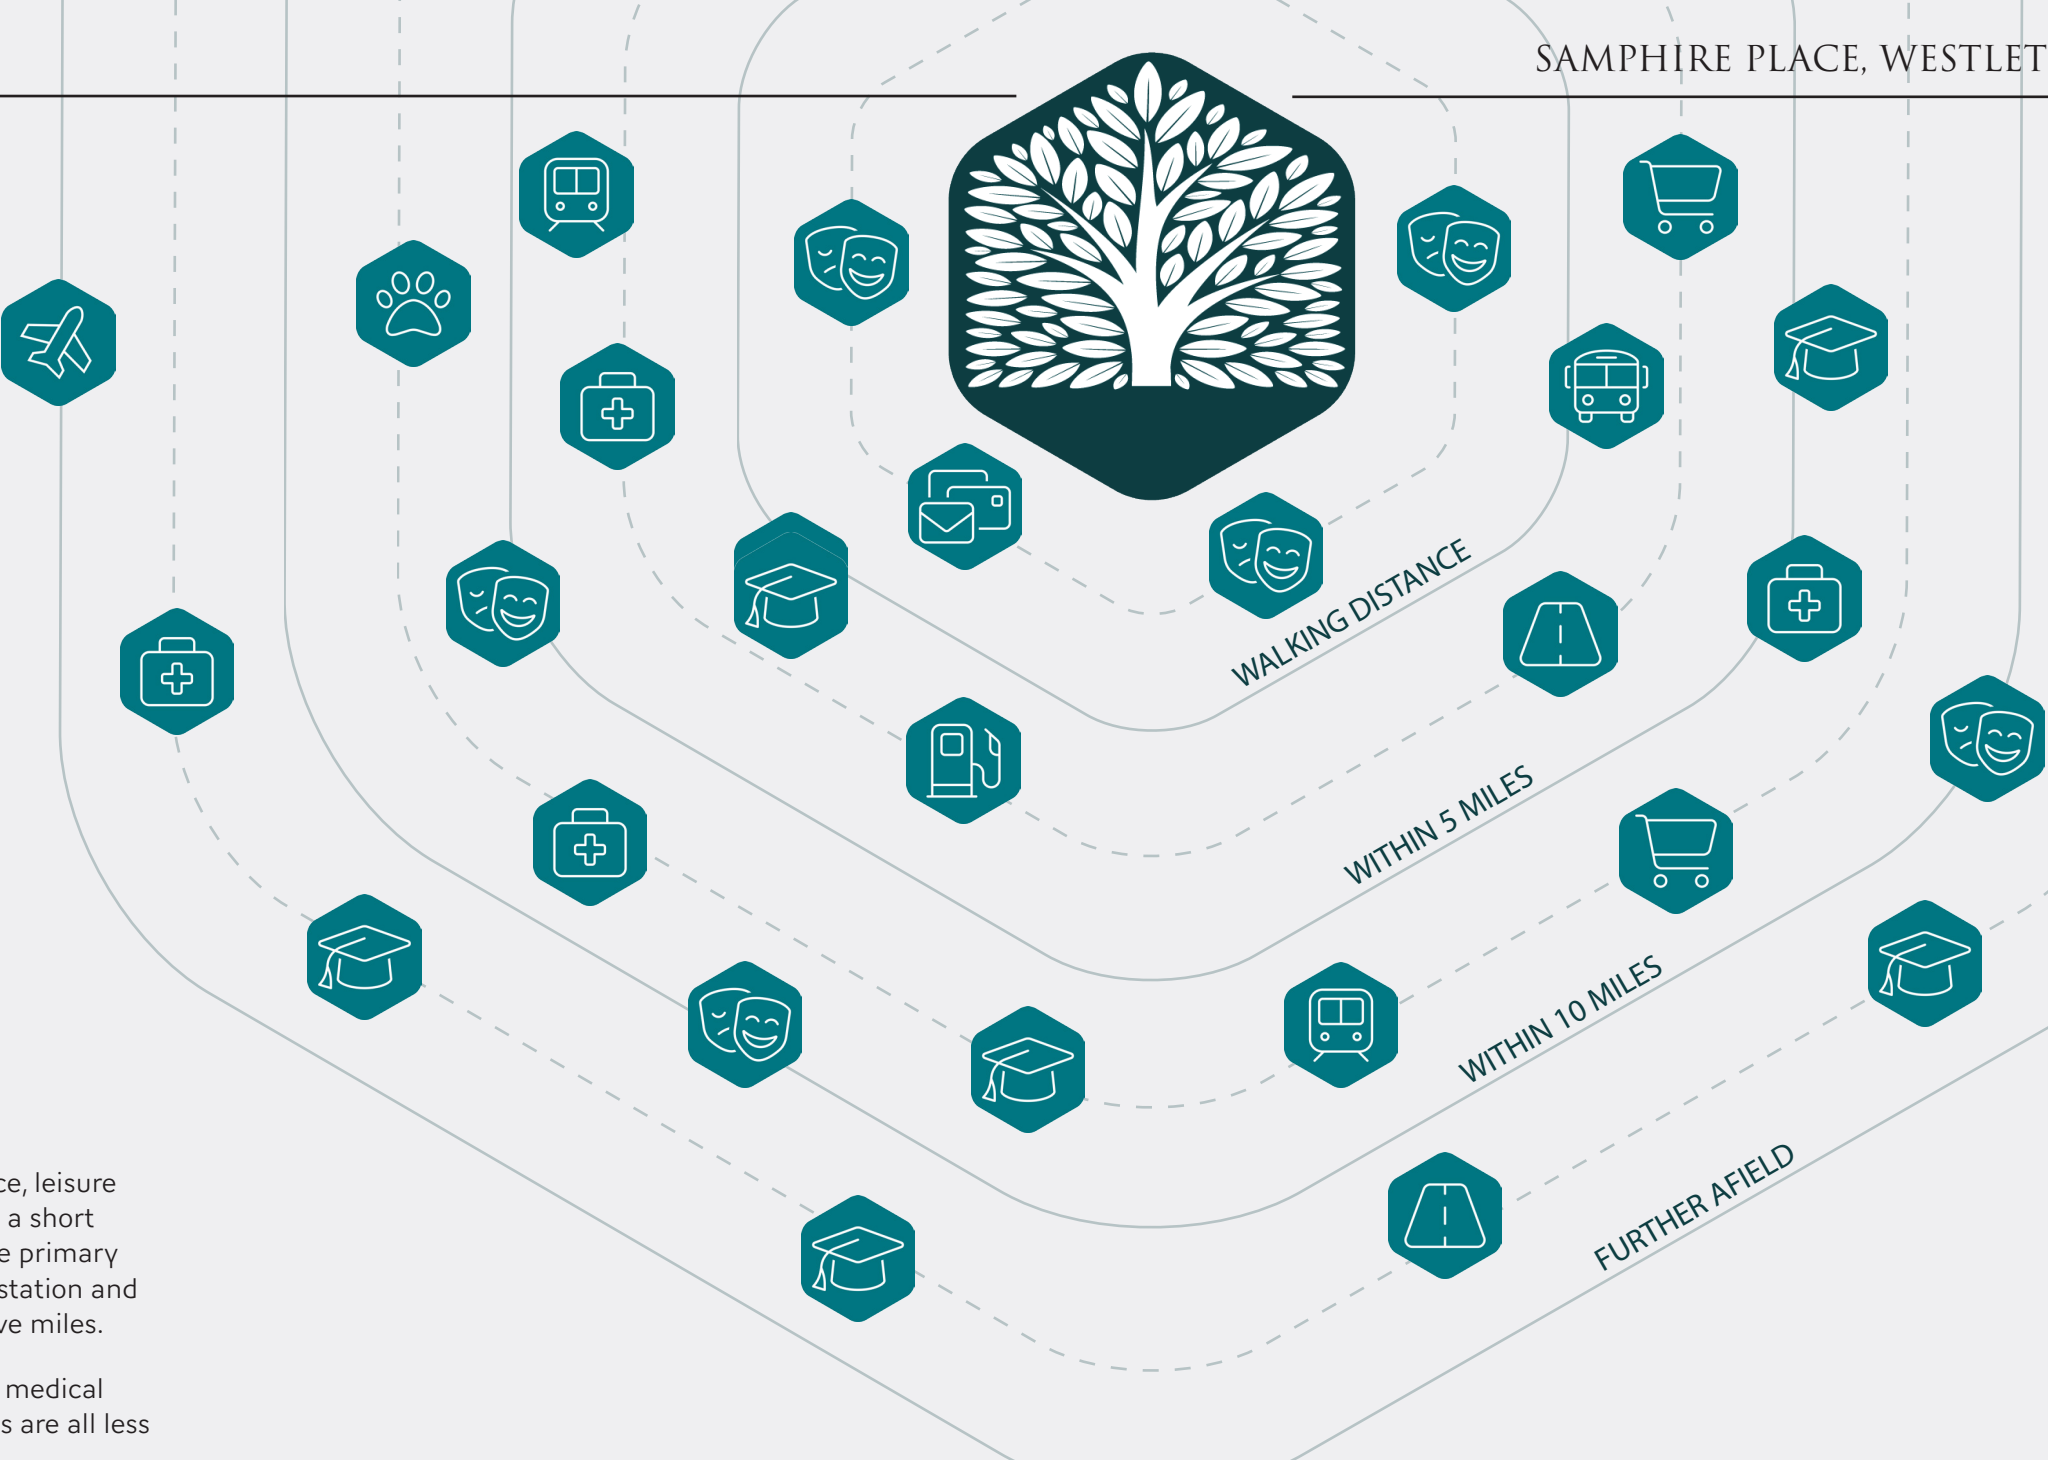 SAMPHIRE PLACE, WESTLET
WALKING DISTANCE
WITHIN 5 MILES
WITHIN 10 MILES
FURTHER AFIELD
ce, leisure
a short
e primary
station and
ve miles.
medical
s are all less